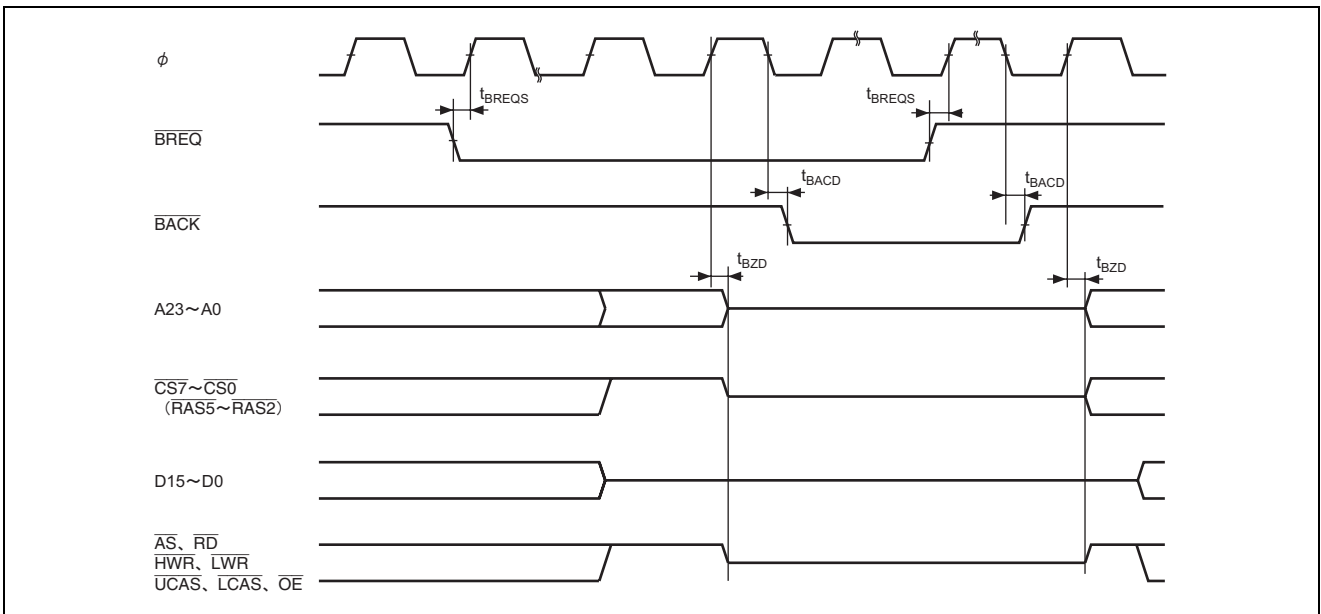 φ
tBREQS
tBREQS
BREQ
tBACD
tBACD
BACK
tBZD
tBZD
A23～A0
CS7～CS0
（RAS5～RAS2）
D15～D0
AS、RD
HWR、LWR
UCAS、LCAS、OE